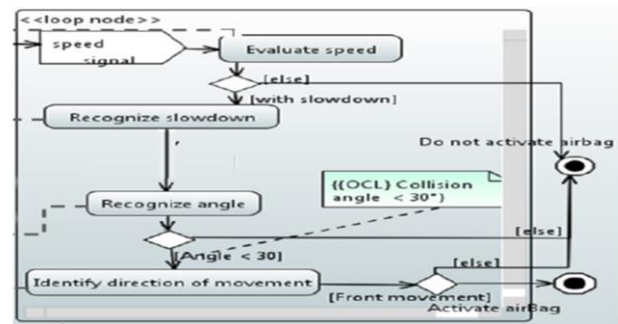 <<loop node>>
speed
signal
Evaluate speed
[else]
[with slowdown]
Recognize slowdown
Do not activate airbag
{{OCL} Collision
angle < 30°}
Recognize angle
[else]
[Angle < 30]
[else]
Identify direction of movement
[Front movement]
Activate airBag